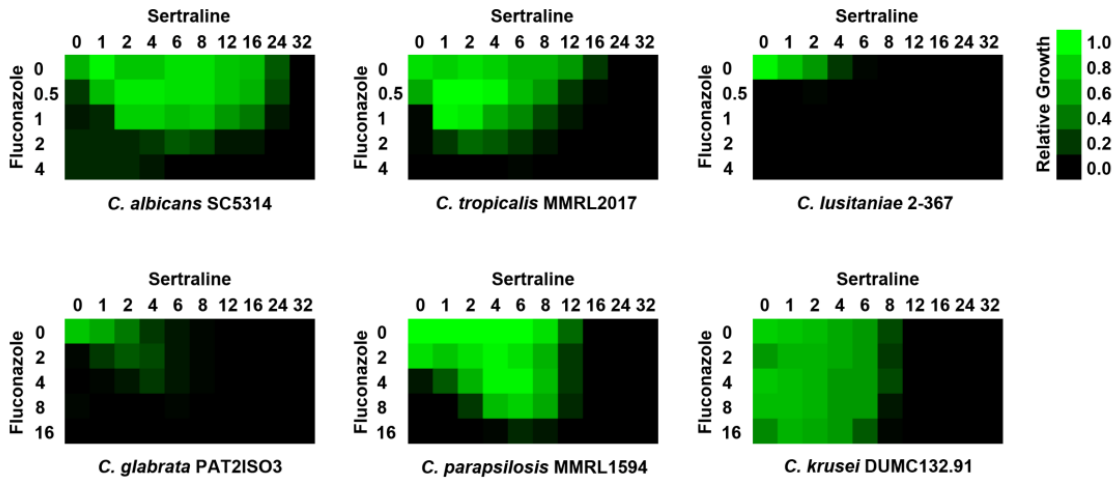 Sertraline
0 1 2 4 6 8 12 16 24 32
Fluconazole
0
0.5
1
2
4
C. albicans SC5314
Sertraline
0 1 2 4 6 8 12 16 24 32
Fluconazole
0
0.5
1
2
4
C. tropicalis MMRL2017
Sertraline
0 1 2 4 6 8 12 16 24 32
Fluconazole
0
0.5
1
2
4
C. lusitaniae 2-367
Relative Growth
1.0
0.8
0.6
0.4
0.2
0.0
Sertraline
0 1 2 4 6 8 12 16 24 32
Fluconazole
0
2
4
8
16
C. glabrata PAT2ISO3
Sertraline
0 1 2 4 6 8 12 16 24 32
Fluconazole
0
2
4
8
16
C. parapsilosis MMRL1594
Sertraline
0 1 2 4 6 8 12 16 24 32
Fluconazole
0
2
4
8
16
C. krusei DUMC132.91